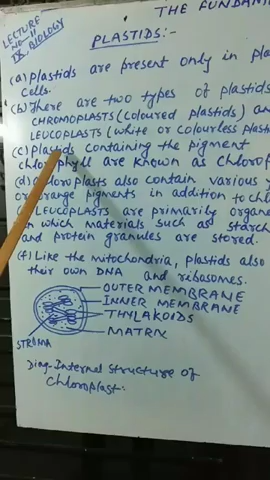 THE FUNDAM
LECTURE
NO-11
IX BIOLOGY
PLASTIDS:-
(a) Plastids are present only in pla
cells.
(b) There are two types of plastids
CHROMOPLASTS (coloured plastids) an
LEUCOPLASTS (white or colourless plasti
(c) Plastids containing the pigment
chlorophyll are known as chlorop
(d) Chloroplasts also contain various
or orange pigments in addition to chl
LEUCOPLASTS are primarily organe
in which materials such as starch
and protein granules are stored.
(f) Like the mitochondria, plastids also
their own DNA and ribosomes.
OUTER MEMBRANE
INNER MEMBRANE
THYLAKOIDS
MATRIX
STROMA
Diag-Internal Structure of
Chloroplast: